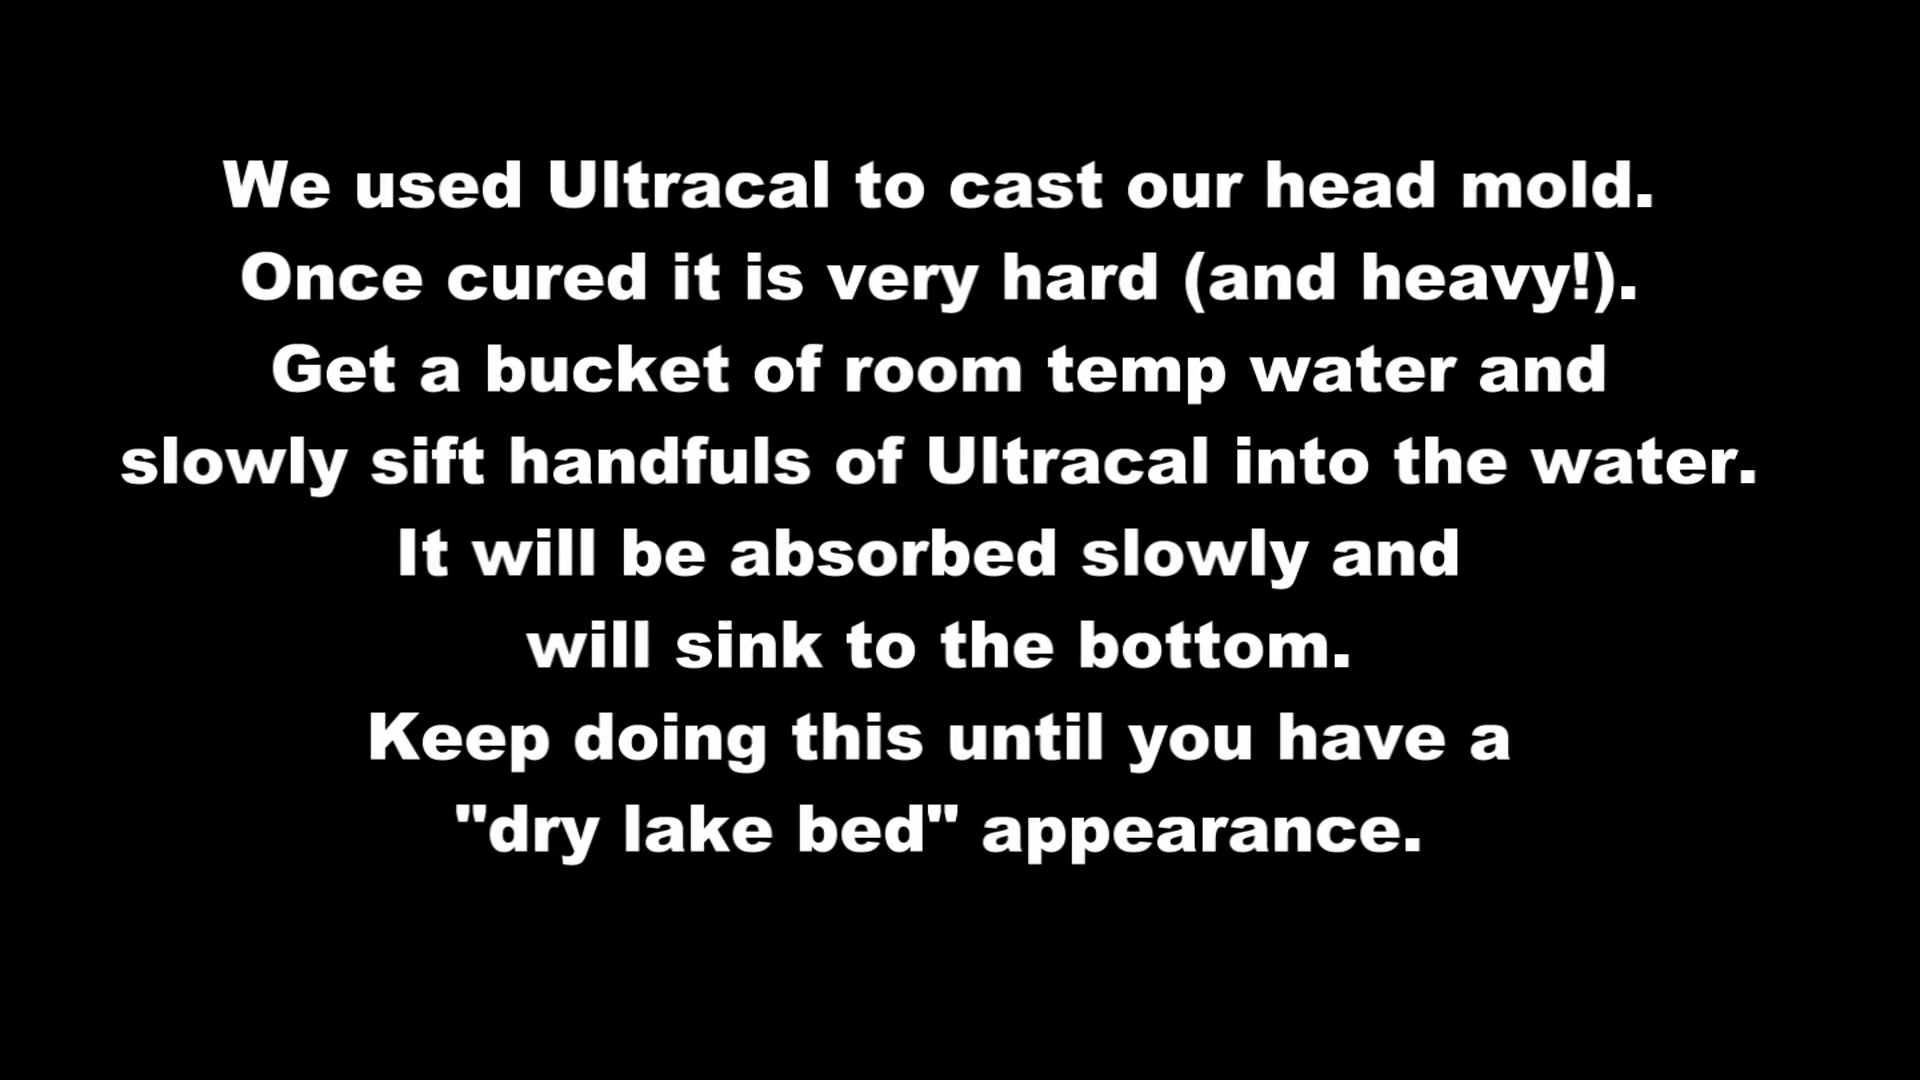 We used Ultracal to cast our head mold.
Once cured it is very hard (and heavy!).
Get a bucket of room temp water and
slowly sift handfuls of Ultracal into the water.
It will be absorbed slowly and
will sink to the bottom.
Keep doing this until you have a
"dry lake bed" appearance.